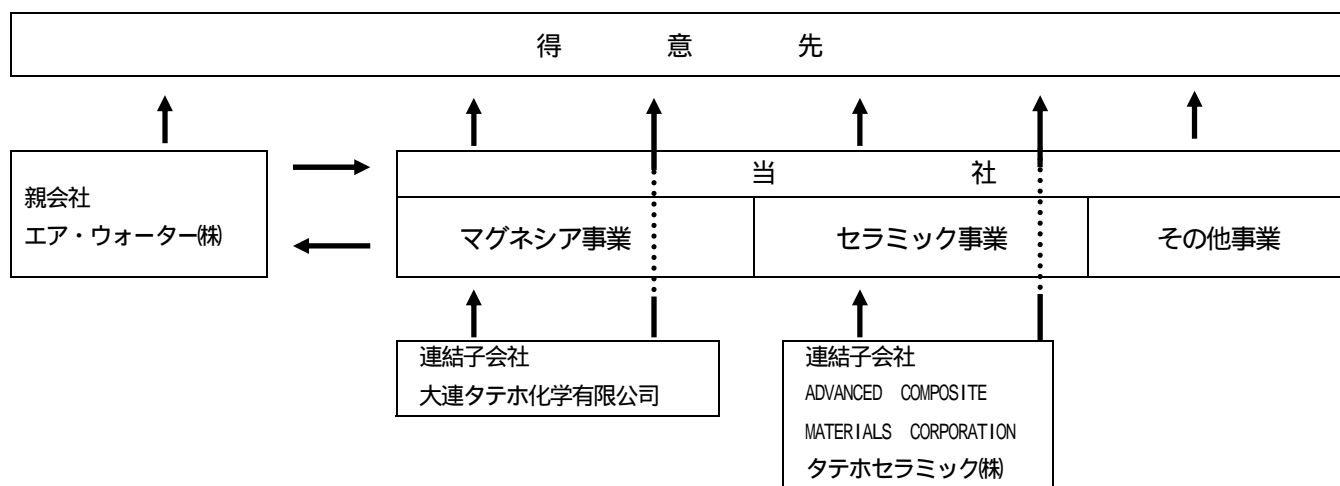 得意先
当社
親会社
エア・ウォーター㈱
マグネシア事業
セラミック事業
その他事業
連結子会社
大連タテホ化学有限公司
連結子会社
ADVANCED COMPOSITE
MATERIALS CORPORATION
タテホセラミック㈱